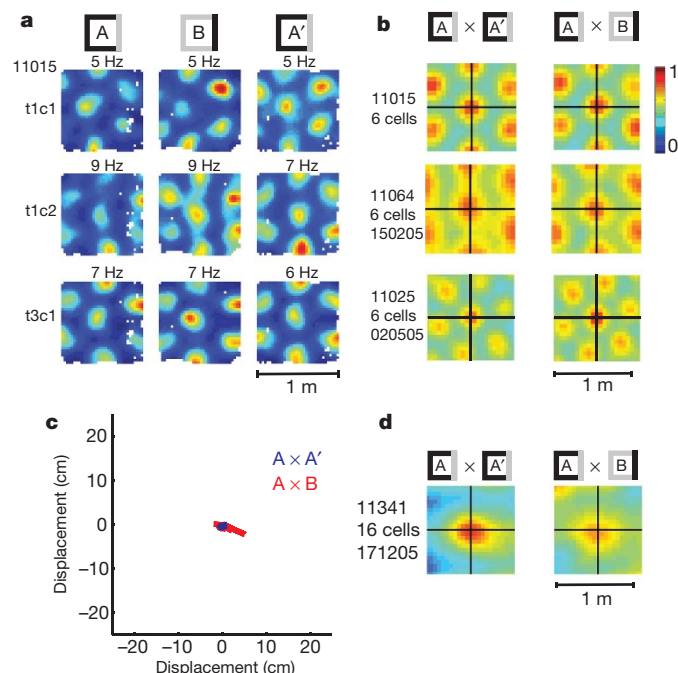 a
A
B
A′
11015
5 Hz
5 Hz
5 Hz
t1c1
9 Hz
9 Hz
7 Hz
t1c2
7 Hz
7 Hz
6 Hz
t3c1
1 m
b
A × A′
A × B
1
0
11015
6 cells
11064
6 cells
150205
11025
6 cells
020505
1 m
c
20
10
0
−10
−20
Displacement (cm)
A × A′
A × B
−20 −10 0 10 20
Displacement (cm)
d
A × A′
A × B
11341
16 cells
171205
1 m